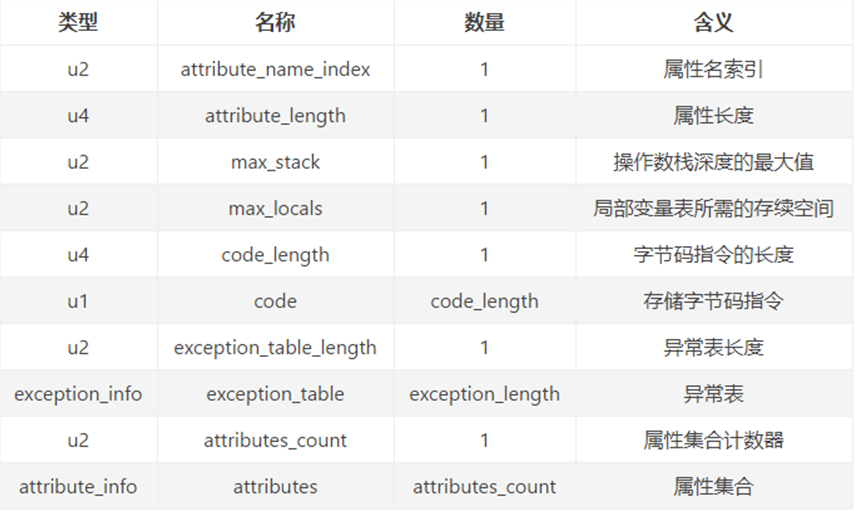 类型 名称 数量 含义
u2 attribute_name_index 1 属性名索引
u4 attribute_length 1 属性长度
u2 max_stack 1 操作数栈深度的最大值
u2 max_locals 1 局部变量表所需的存续空间
u4 code_length 1 字节码指令的长度
u1 code code_length 存储字节码指令
u2 exception_table_length 1 异常表长度
exception_info exception_table exception_length 异常表
u2 attributes_count 1 属性集合计数器
attribute_info attributes attributes_count 属性集合